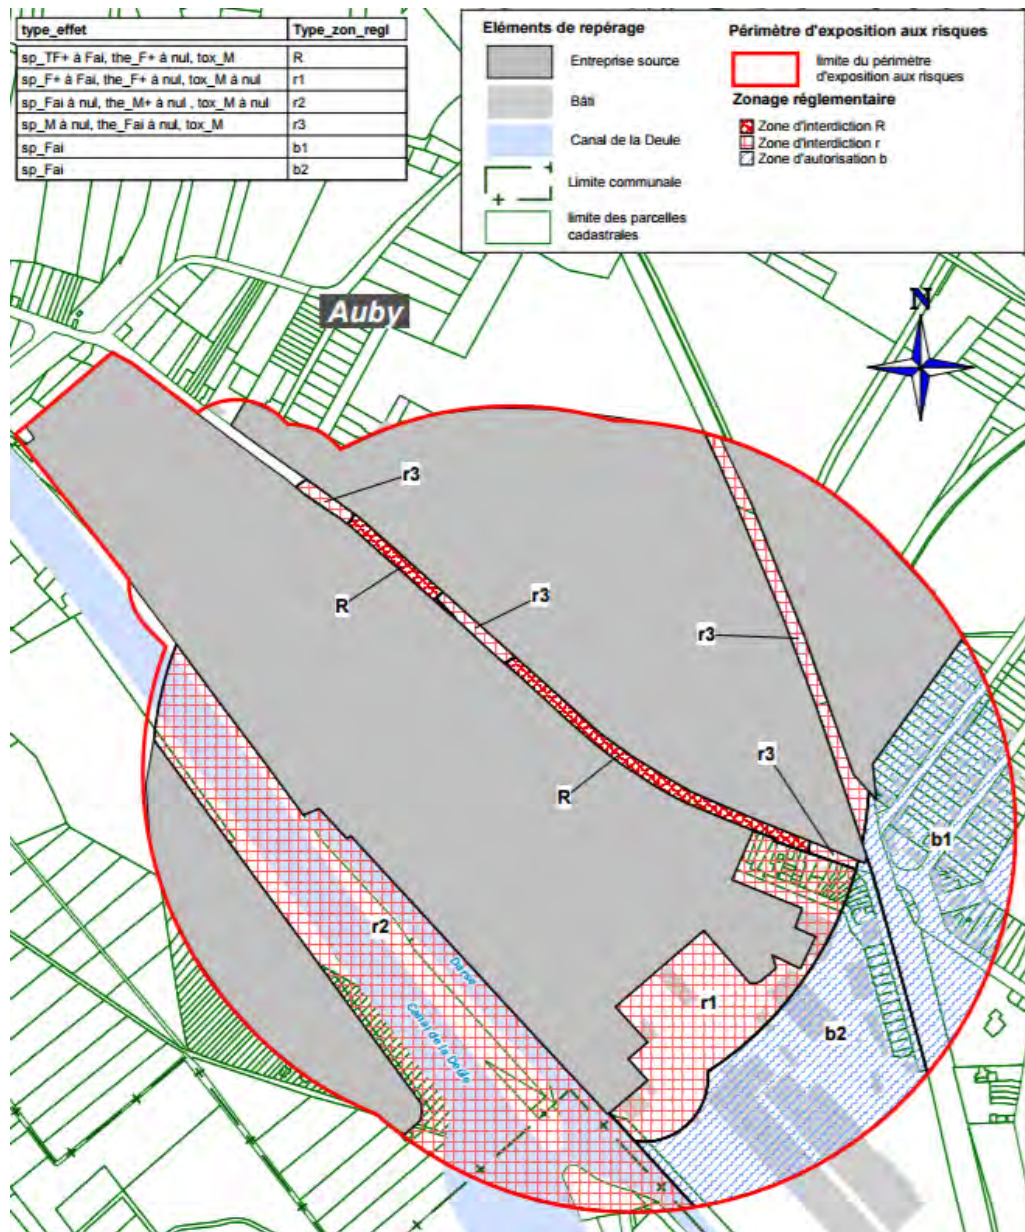 type_effet Type_zon_regl
sp_TF+ à Fai, the_F+ à nul, tox_M R
sp_F+ à Fai, the_F+ à nul, tox_M à nul r1
sp_Fai à nul, the_M+ à nul , tox_M à nul r2
sp_M à nul, the_Fai à nul, tox_M r3
sp_Fai b1
sp_Fai b2
Eléments de repérage
Entreprise source
Bâti
Canal de la Deule
Limite communale
limite des parcelles
cadastrales
Périmètre d'exposition aux risques
limite du périmètre
d'exposition aux risques
Zonage réglementaire
Zone d'interdiction R
Zone d'interdiction r
Zone d'autorisation b
Auby
N
r3
R
r3
r3
r3
R
b1
r2
Darse
Canal de la Deule
r1
b2